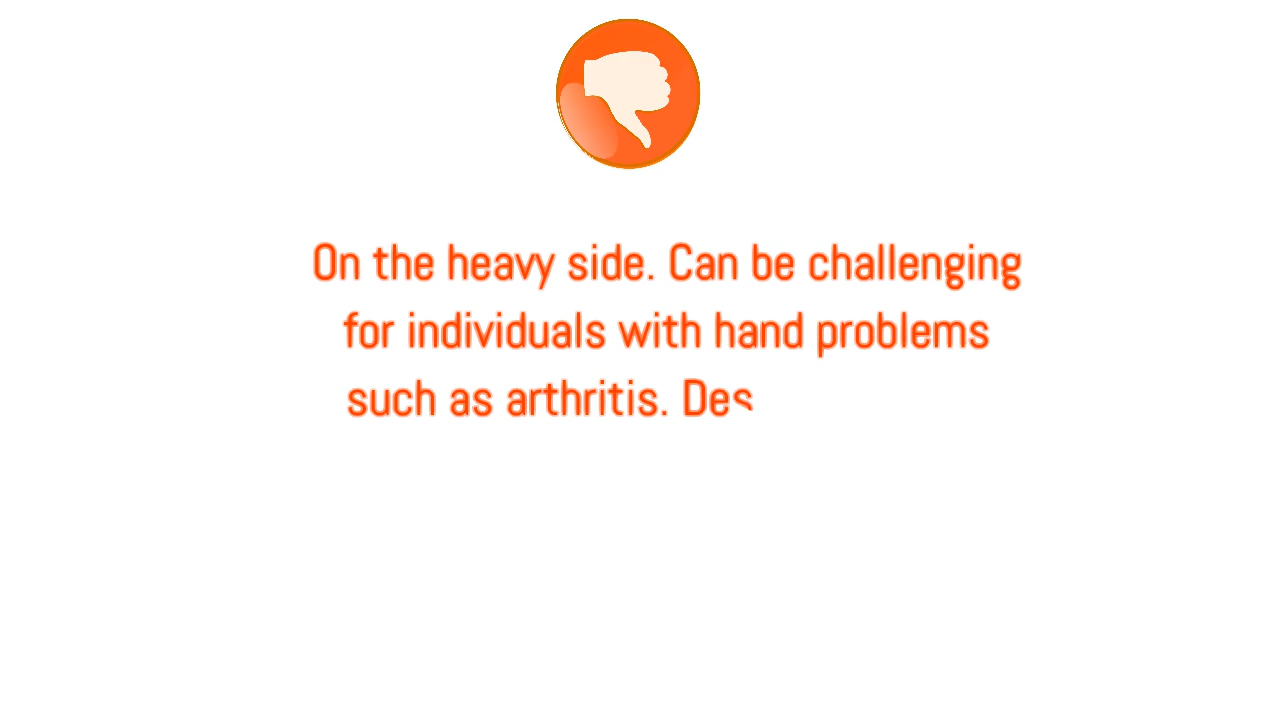 On the heavy side. Can be challenging
for individuals with hand problems
such as arthritis. Des